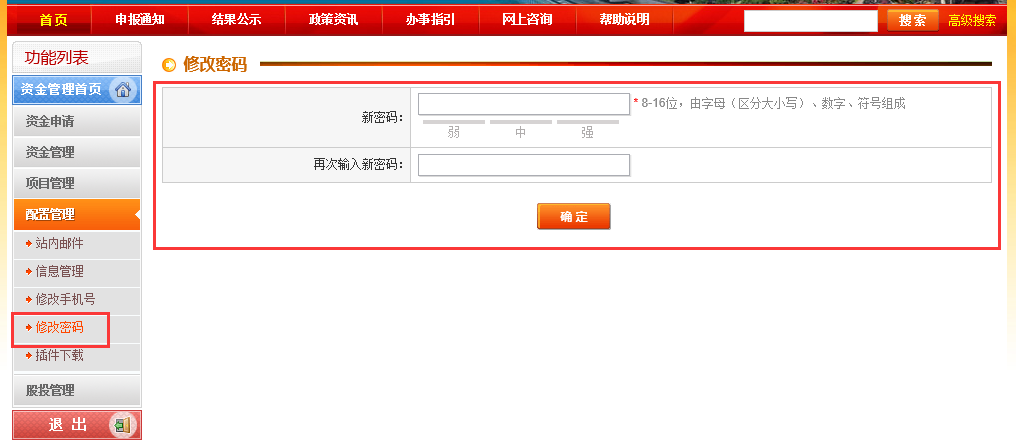 首页 申报通知 结果公示 政策资讯 办事指引 网上咨询 帮助说明 搜索 高级搜索
功能列表
资金管理首页
资金申请
资金管理
项目管理
配置管理
站内邮件
信息管理
修改手机号
修改密码
插件下载
股投管理
退出
修改密码
新密码： * 8-16位，由字母（区分大小写）、数字、符号组成
弱 中 强
再次输入新密码：
确定